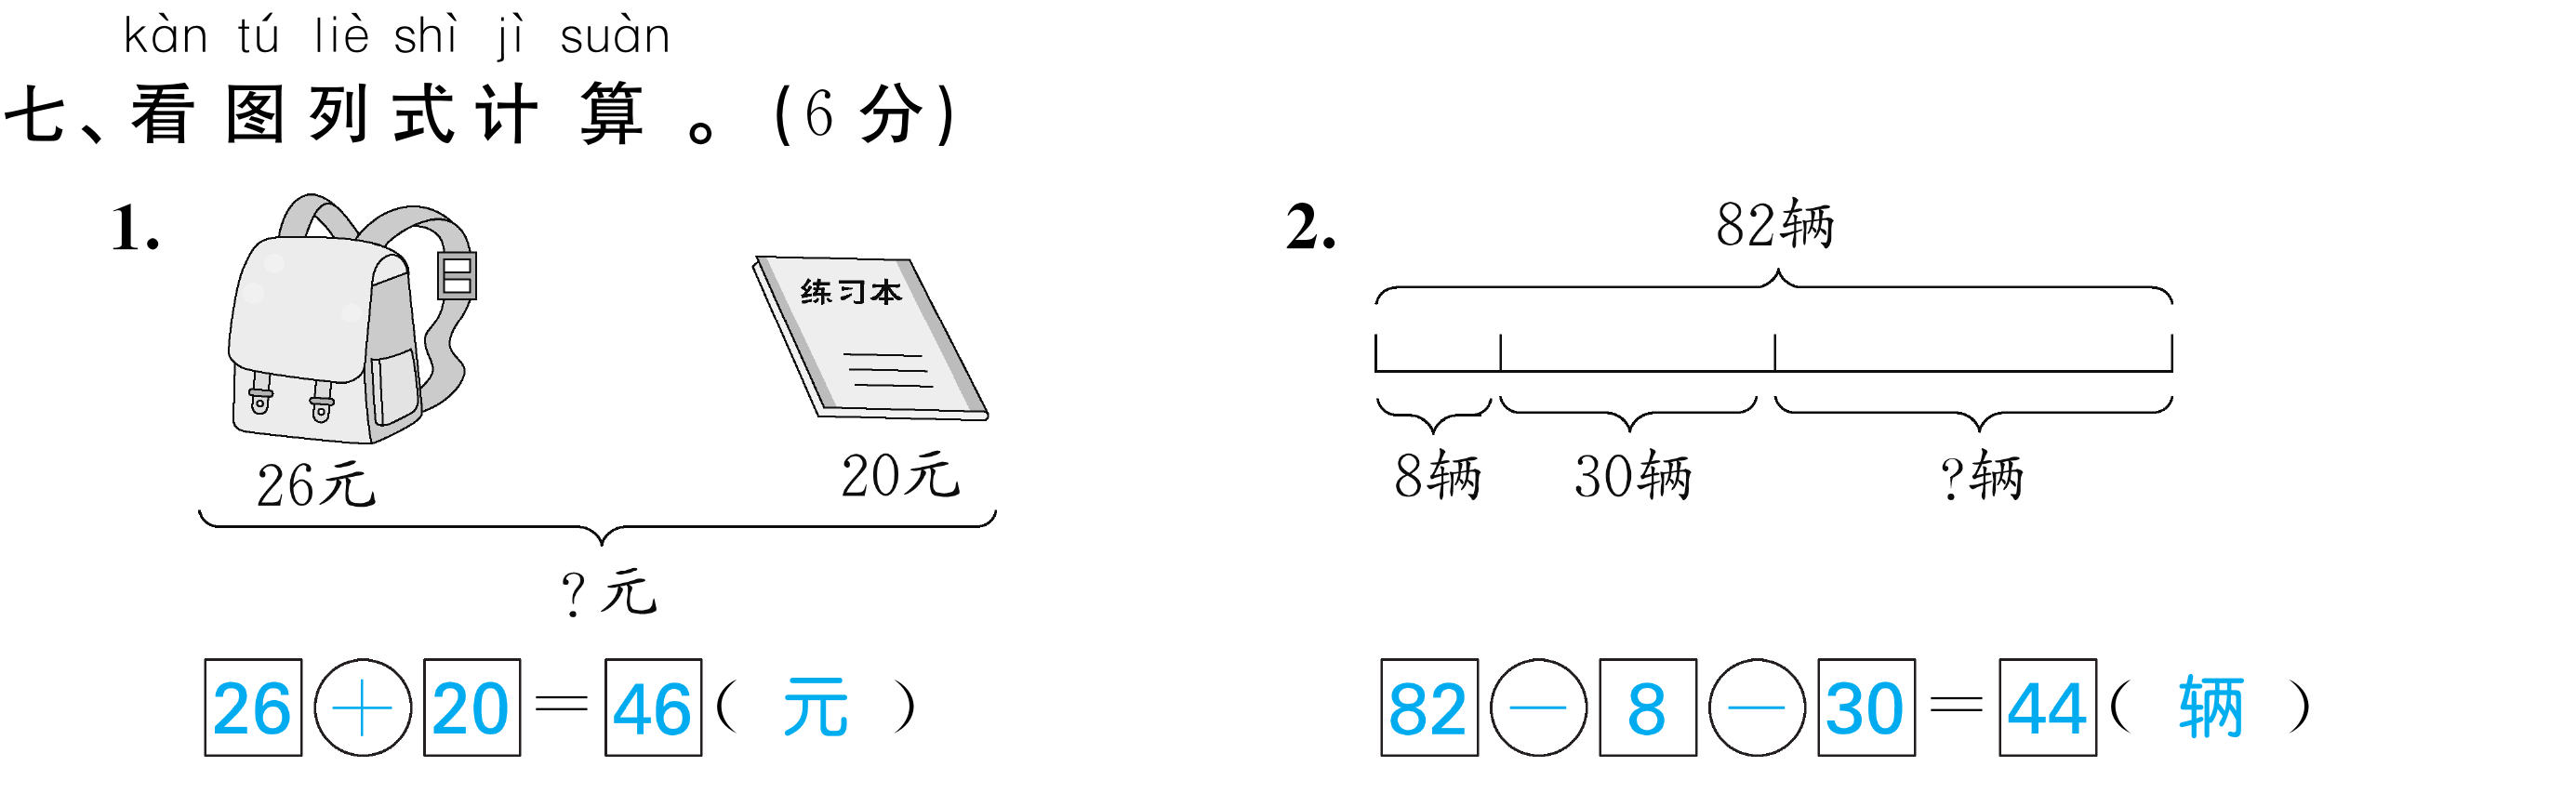 kàn tú liè shì jì suàn
七、看图列式计算。(6分)
1.
练习本
26元
20元
?元
26+20=46(元)
2.
82辆
8辆 30辆 ?辆
82-8-30=44(辆)